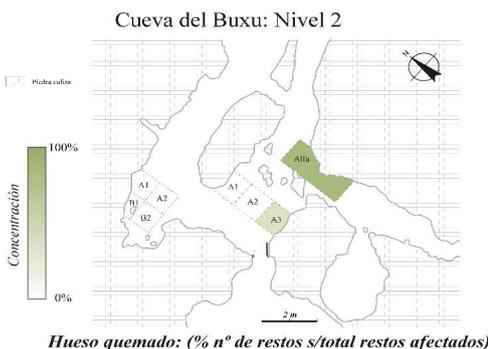 Cueva del Buxu: Nivel 2
N
Piedra caliza
100%
Concentración
0%
Alfa
A1
A2
B1
B2
A1
A2
A3
2 m
Hueso quemado: (% nº de restos s/total restos afectados)